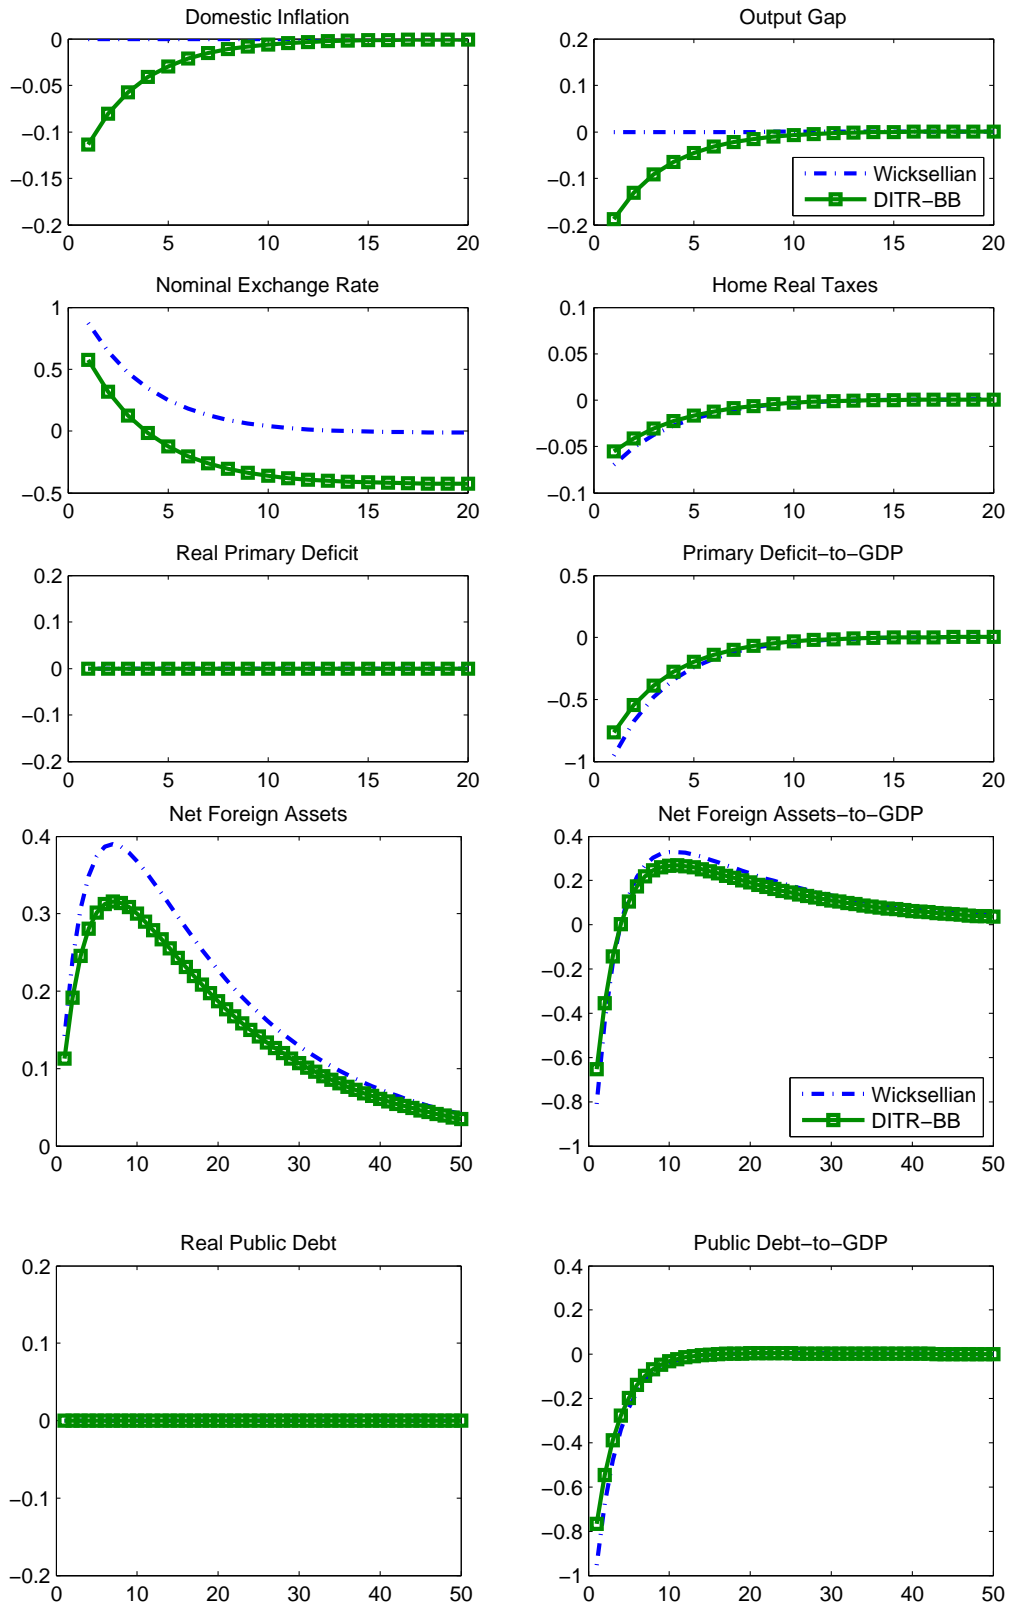 Domestic Inflation
0
−0.05
−0.1
−0.15
−0.2
0 5 10 15 20
Output Gap
0.2
0.1
0
−0.1
−0.2
Wicksellian
DITR−BB
0 5 10 15 20
Nominal Exchange Rate
1
0.5
0
−0.5
0 5 10 15 20
Home Real Taxes
0.1
0.05
0
−0.05
−0.1
0 5 10 15 20
Real Primary Deficit
0.2
0.1
0
−0.1
−0.2
0 5 10 15 20
Primary Deficit−to−GDP
0.5
0
−0.5
−1
0 5 10 15 20
Net Foreign Assets
0.4
0.3
0.2
0.1
0
0 10 20 30 40 50
Net Foreign Assets−to−GDP
0.4
0.2
0
−0.2
−0.4
−0.6
−0.8
−1
Wicksellian
DITR−BB
0 10 20 30 40 50
Real Public Debt
0.2
0.1
0
−0.1
−0.2
0 10 20 30 40 50
Public Debt−to−GDP
0.4
0.2
0
−0.2
−0.4
−0.6
−0.8
−1
0 10 20 30 40 50